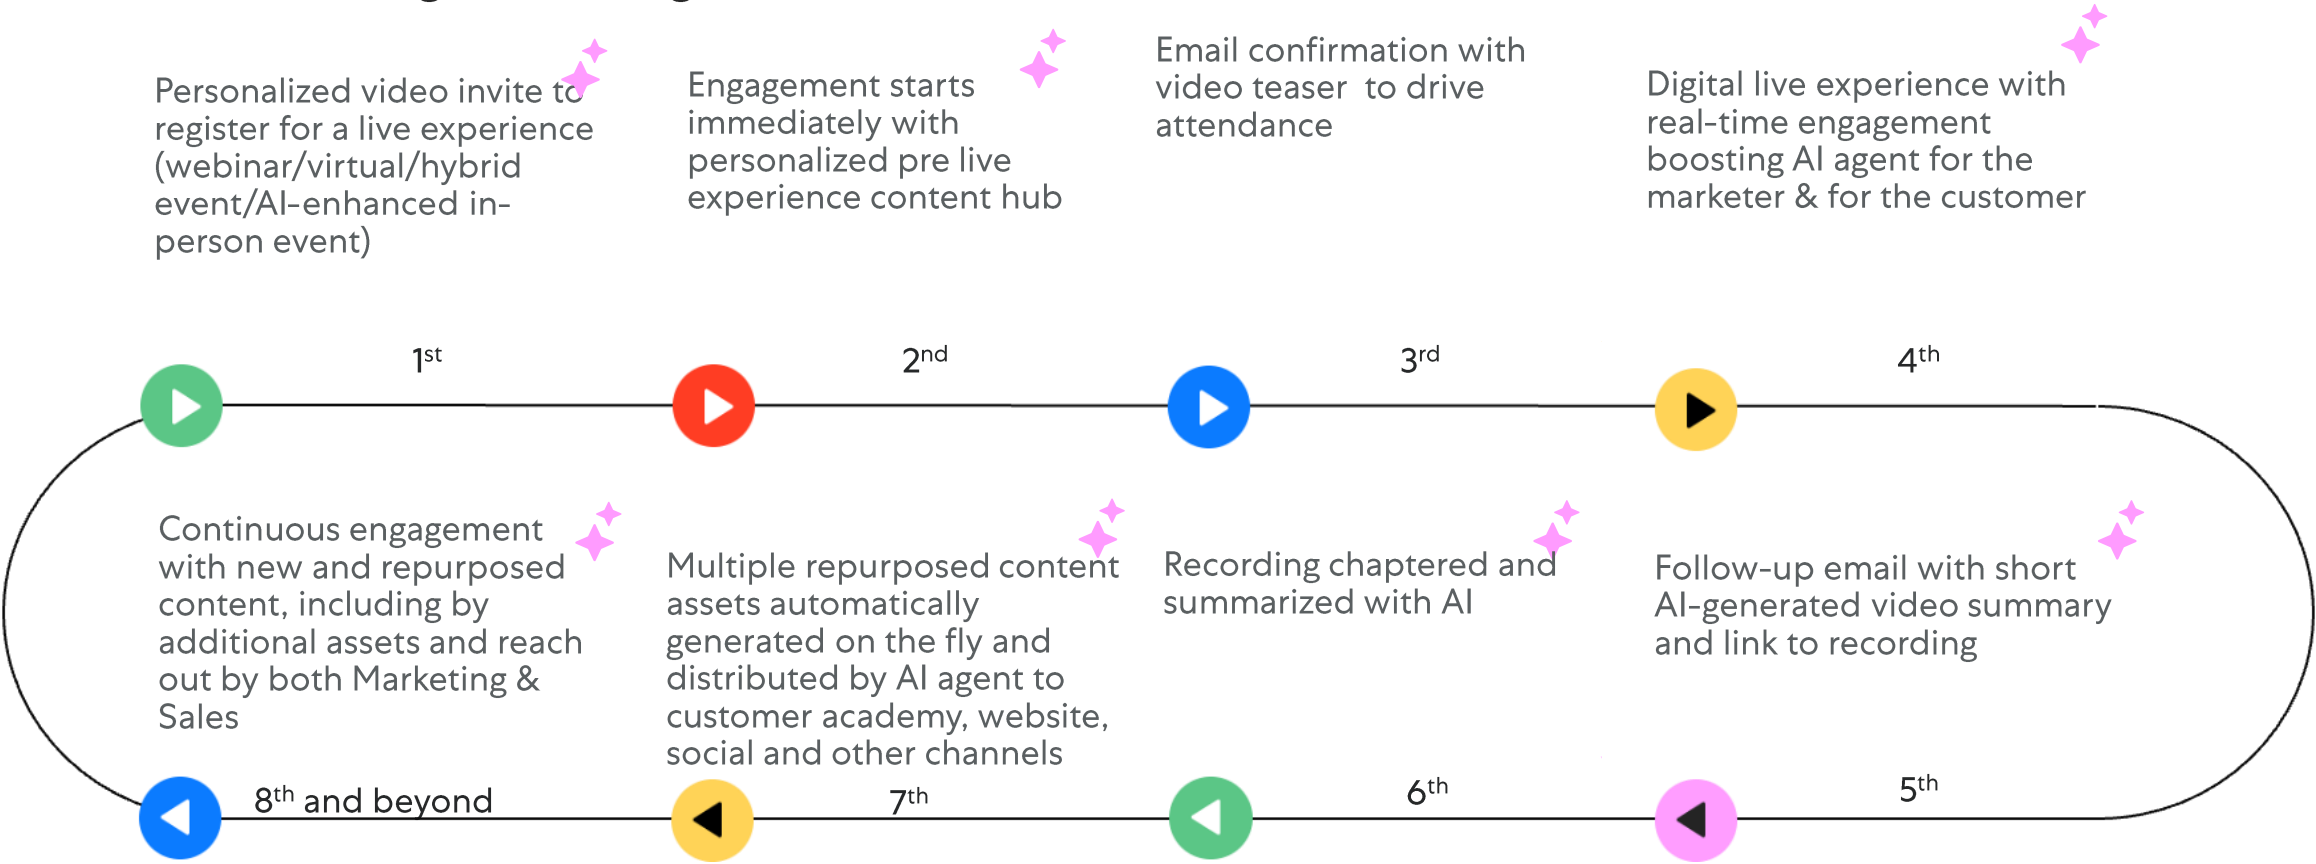 Personalized video invite to
register for a live experience
(webinar/virtual/hybrid
event/AI-enhanced in-
person event)
Engagement starts
immediately with
personalized pre live
experience content hub
Email confirmation with
video teaser  to drive
attendance
Digital live experience with
real-time engagement
boosting AI agent for the
marketer & for the customer
1st
2nd
3rd
4th
Continuous engagement
with new and repurposed
content, including by
additional assets and reach
out by both Marketing &
Sales
Multiple repurposed content
assets automatically
generated on the fly and
distributed by AI agent to
customer academy, website,
social and other channels
Recording chaptered and
summarized with AI
Follow-up email with short
AI-generated video summary
and link to recording
8th and beyond
7th
6th
5th